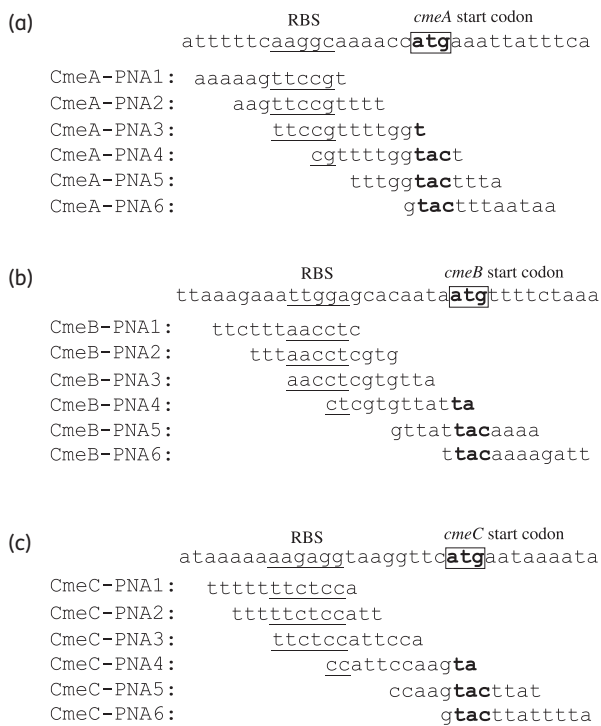 (a)
RBS cmeA start codon
atttttcaaggcaaaaccatgaaattatttca
CmeA-PNA1: aaaaagttccgt
CmeA-PNA2: aagttccgtttt
CmeA-PNA3: ttccgttttggt
CmeA-PNA4: cgttttggtact
CmeA-PNA5: tttggtacttta
CmeA-PNA6: gtactttaataa
(b)
RBS cmeB start codon
ttaaagaaattggagcacaataatgttttctaaa
CmeB-PNA1: ttctttaacctc
CmeB-PNA2: tttaacctcgtg
CmeB-PNA3: aacctcgtgtta
CmeB-PNA4: ctcgtgttatta
CmeB-PNA5: gttattacaaaa
CmeB-PNA6: ttacaaaagatt
(c)
RBS cmeC start codon
ataaaaaaagaggtaaggttcatgaataaaata
CmeC-PNA1: ttttttctcca
CmeC-PNA2: ttttctccatt
CmeC-PNA3: ttctccattcca
CmeC-PNA4: ccattccaagta
CmeC-PNA5: ccaagtacttat
CmeC-PNA6: gtacttatttta